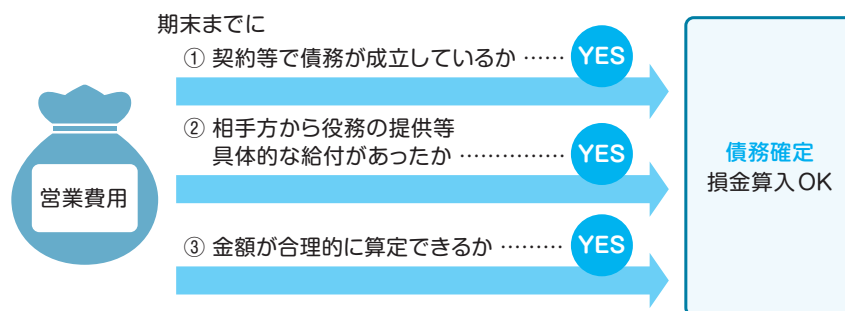 期末までに
① 契約等で債務が成立しているか …… YES
② 相手方から役務の提供等
具体的な給付があったか …………… YES
③ 金額が合理的に算定できるか ……… YES
営業費用
債務確定
損金算入OK